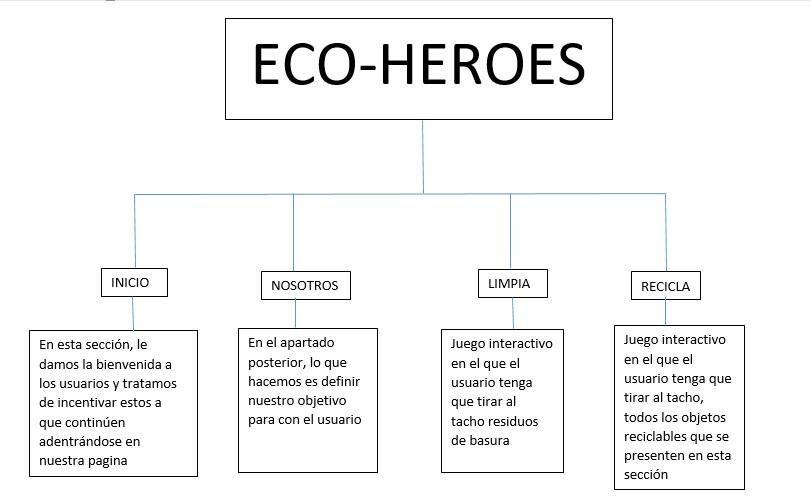 ECO-HEROES
INICIO
NOSOTROS
LIMPIA
RECICLA
En esta sección, le
damos la bienvenida a
los usuarios y tratamos
de incentivar estos a
que continúen
adentrándose en
nuestra pagina
En el apartado
posterior, lo que
hacemos es definir
nuestro objetivo
para con el usuario
Juego interactivo
en el que el
usuario tenga
que tirar al
tacho residuos
de basura
Juego interactivo
en el que el
usuario tenga que
tirar al tacho,
todos los objetos
reciclables que se
presenten en esta
sección